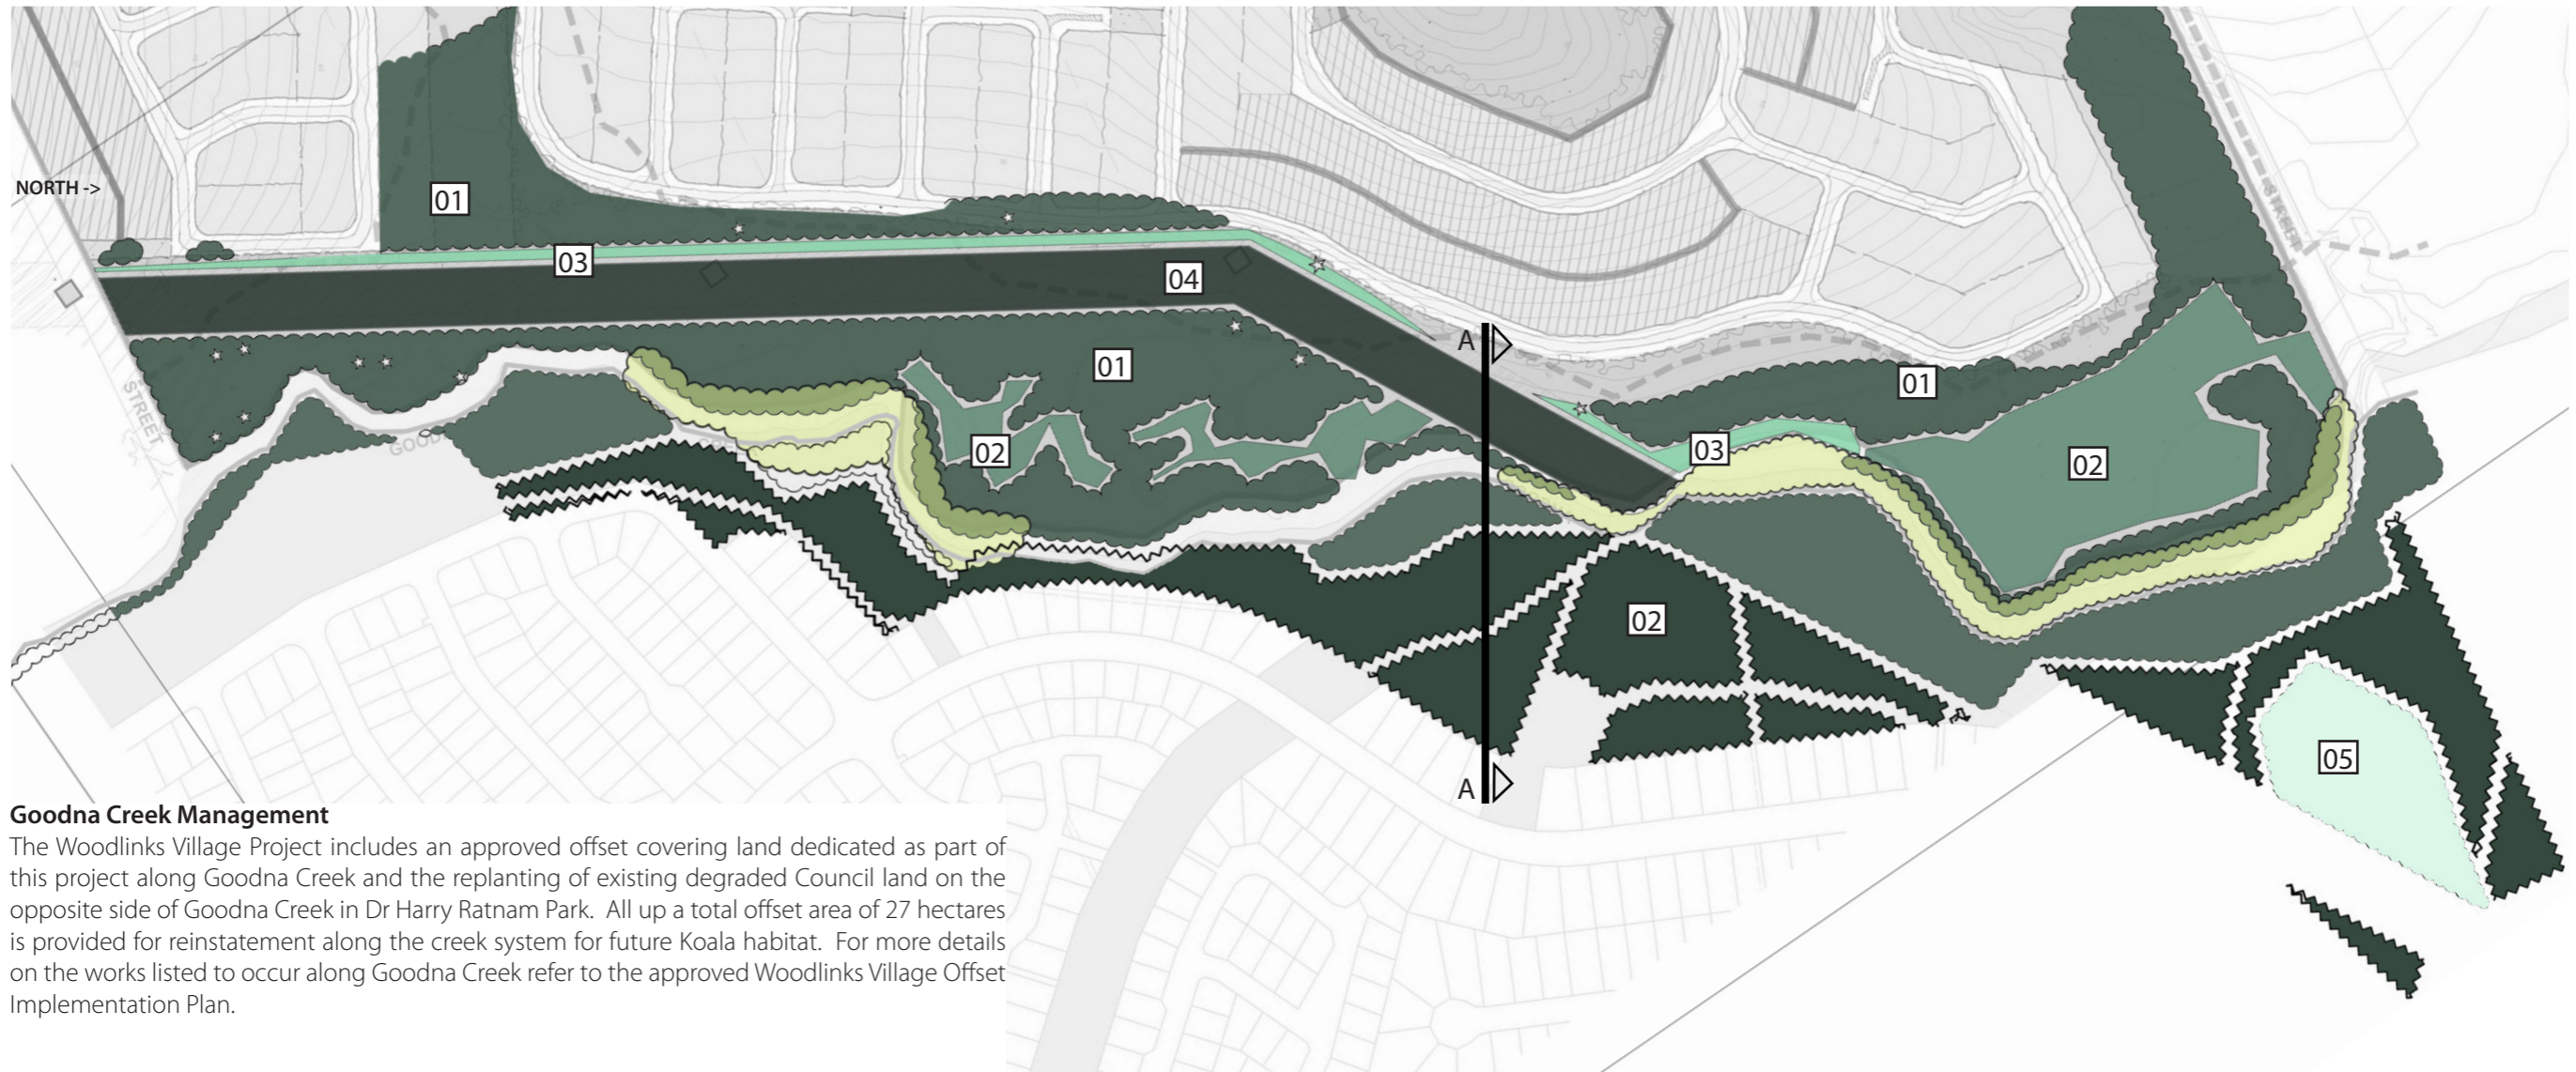 NORTH ->
01
03
04
A
01
01
STREET
STREET
03
02
02
GOOD
02
05
A
Goodna Creek Management
The Woodlinks Village Project includes an approved offset covering land dedicated as part of
this project along Goodna Creek and the replanting of existing degraded Council land on the
opposite side of Goodna Creek in Dr Harry Ratnam Park. All up a total offset area of 27 hectares
is provided for reinstatement along the creek system for future Koala habitat. For more details
on the works listed to occur along Goodna Creek refer to the approved Woodlinks Village Offset
Implementation Plan.